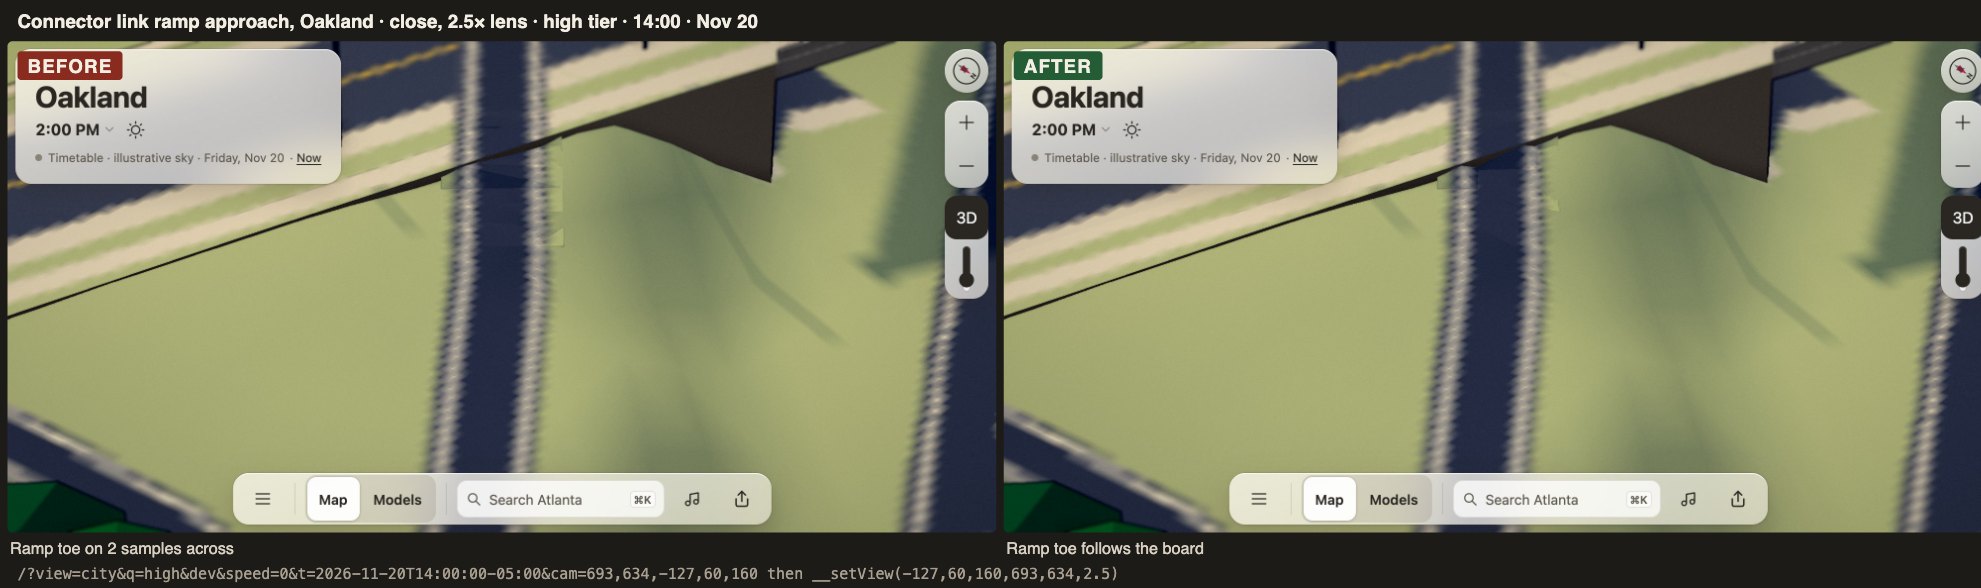 Connector link ramp approach, Oakland · close, 2.5× lens · high tier · 14:00 · Nov 20
BEFORE
Oakland
2:00 PM
Timetable · illustrative sky · Friday, Nov 20 · Now
+
−
3D
Map Models Search Atlanta ⌘K
Ramp toe on 2 samples across
AFTER
Oakland
2:00 PM
Timetable · illustrative sky · Friday, Nov 20 · Now
+
−
3D
Map Models Search Atlanta ⌘K
Ramp toe follows the board
/?view=city&q=high&dev&speed=0&t=2026-11-20T14:00:00-05:00&cam=693,634,-127,60,160 then __setView(-127,60,160,693,634,2.5)